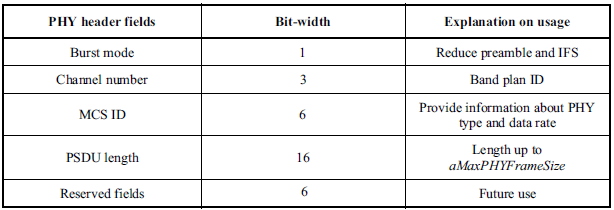 PHY header fields Bit-width Explanation on usage
Burst mode 1 Reduce preamble and IFS
Channel number 3 Band plan ID
MCS ID 6 Provide information about PHY
type and data rate
PSDU length 16 Length up to
aMaxPHYFrameSize
Reserved fields 6 Future use